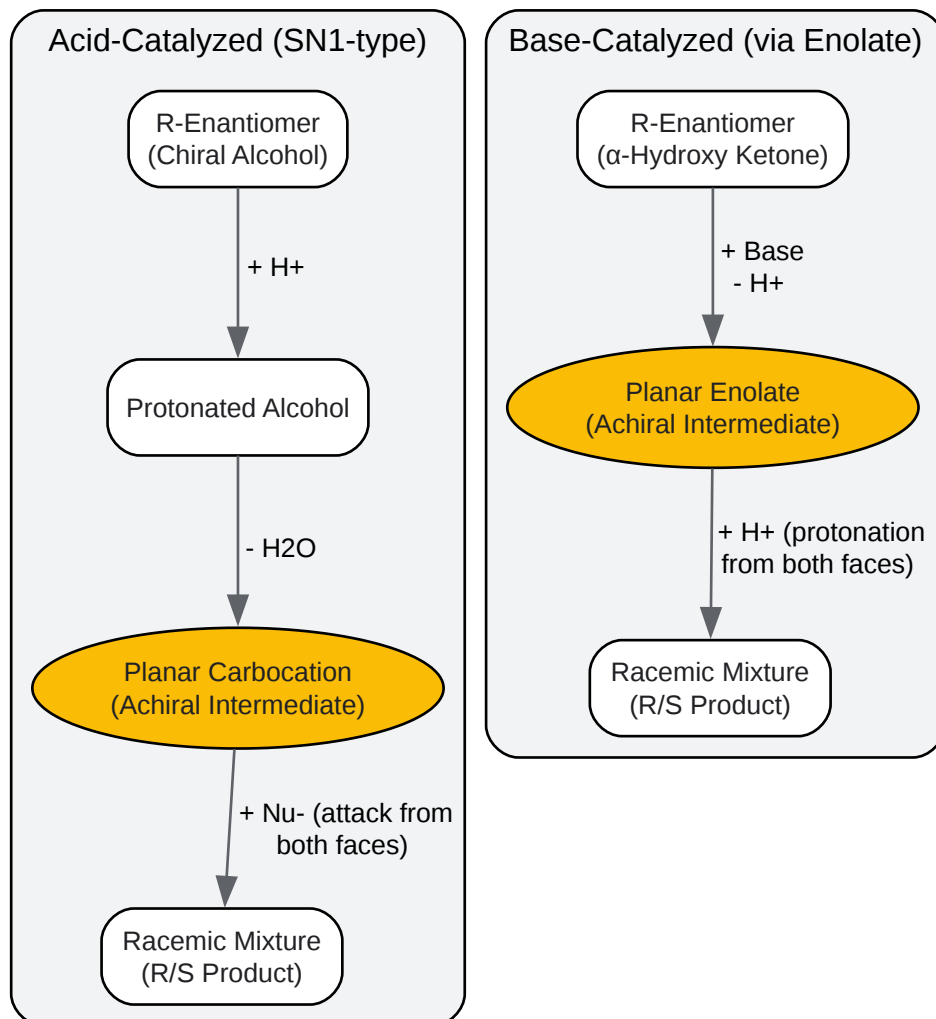 Acid-Catalyzed (SN1-type)
R-Enantiomer
(Chiral Alcohol)
+ H+
Protonated Alcohol
- H2O
Planar Carbocation
(Achiral Intermediate)
+ Nu- (attack from
both faces)
Racemic Mixture
(R/S Product)
Base-Catalyzed (via Enolate)
R-Enantiomer
(α-Hydroxy Ketone)
+ Base
- H+
Planar Enolate
(Achiral Intermediate)
+ H+ (protonation
from both faces)
Racemic Mixture
(R/S Product)